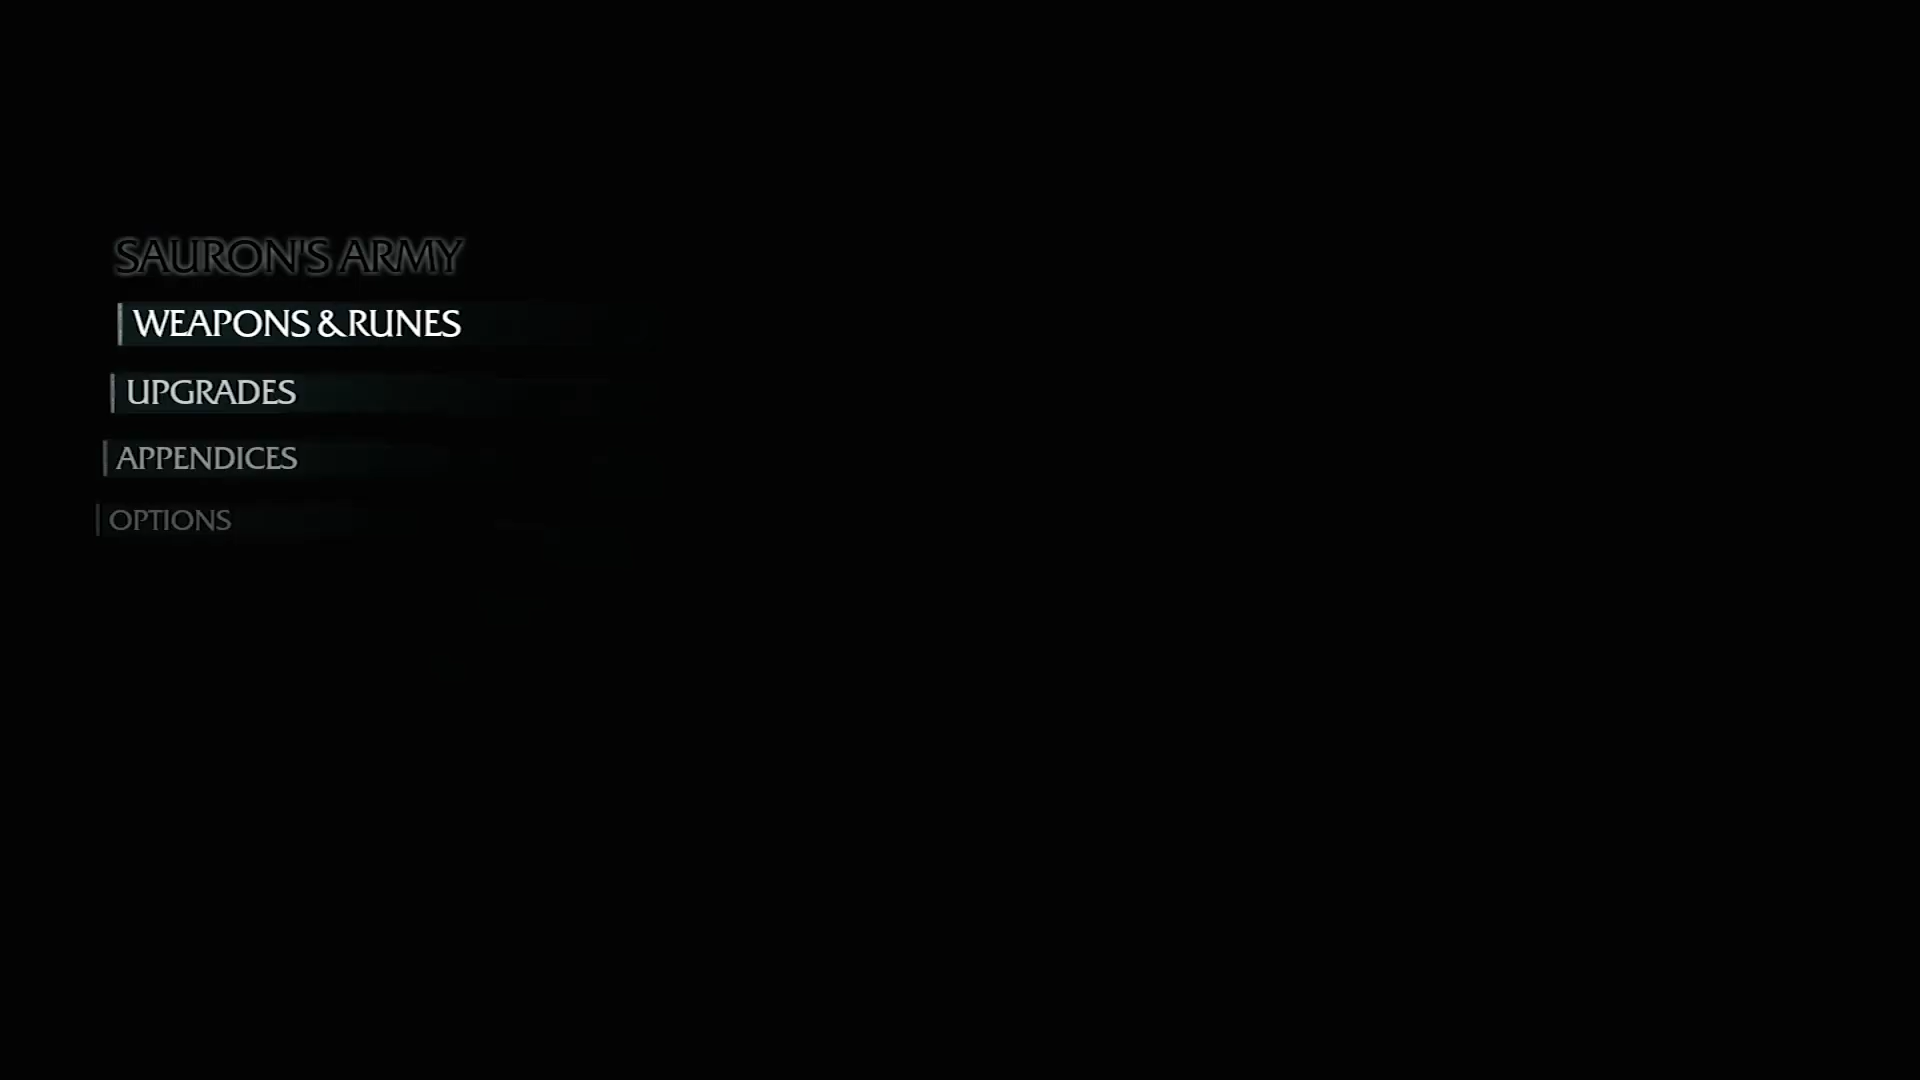 SAURON'S ARMY
WEAPONS & RUNES
UPGRADES
APPENDICES
OPTIONS